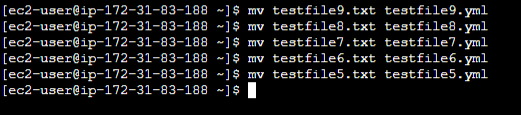 [ec2-user@ip-172-31-83-188 ~]$ mv testfile9.txt testfile9.yml
[ec2-user@ip-172-31-83-188 ~]$ mv testfile8.txt testfile8.yml
[ec2-user@ip-172-31-83-188 ~]$ mv testfile7.txt testfile7.yml
[ec2-user@ip-172-31-83-188 ~]$ mv testfile6.txt testfile6.yml
[ec2-user@ip-172-31-83-188 ~]$ mv testfile5.txt testfile5.yml
[ec2-user@ip-172-31-83-188 ~]$